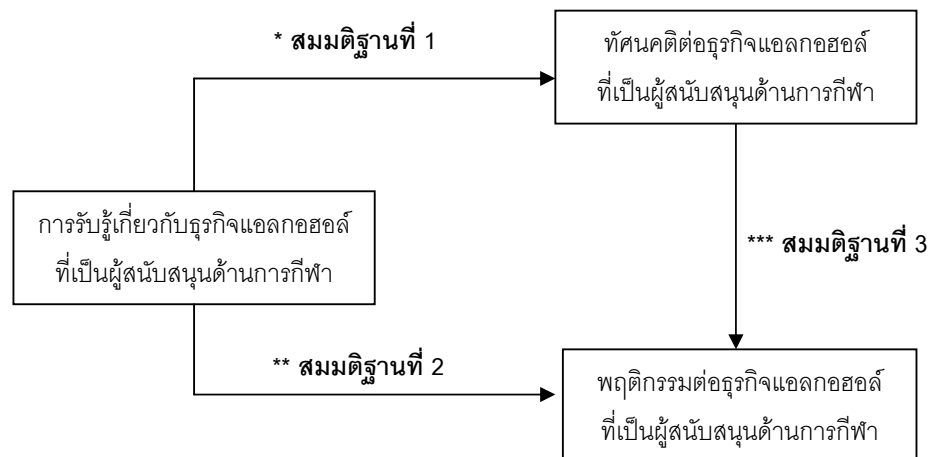 * สมมติฐานที่ 1
ทัศนคติต่อธุรกิจแอลกอฮอล์
ที่เป็นผู้สนับสนุนด้านการกีฬา
การรับรู้เกี่ยวกับธุรกิจแอลกอฮอล์
ที่เป็นผู้สนับสนุนด้านการกีฬา
*** สมมติฐานที่ 3
** สมมติฐานที่ 2
พฤติกรรมต่อธุรกิจแอลกอฮอล์
ที่เป็นผู้สนับสนุนด้านการกีฬา